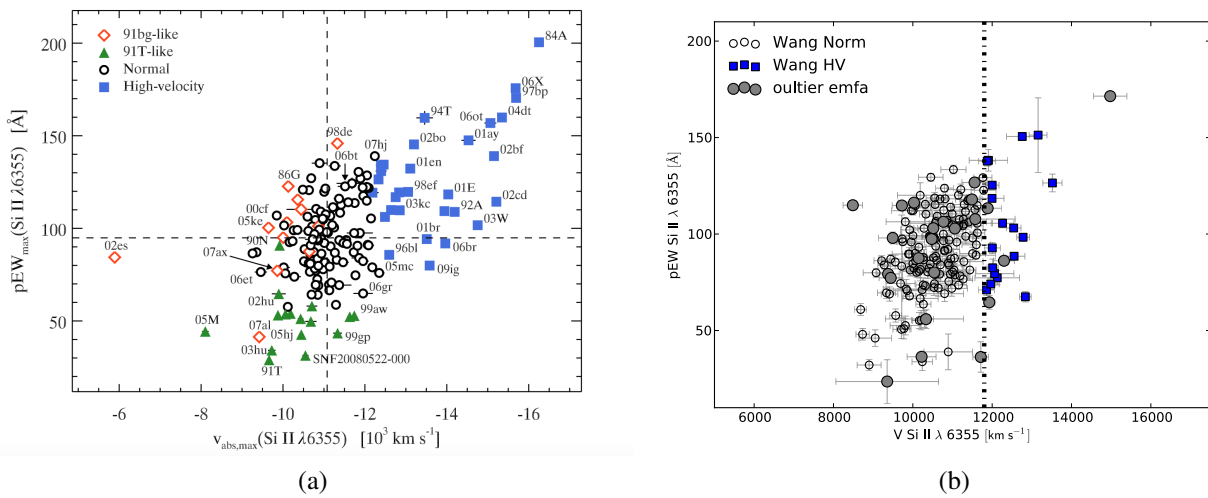 91bg-like
91T-like
Normal
High-velocity
84A
06X
97bp
94T
06ot
04dt
98de
01ay
07hj
02bo
06bt
02bf
86G
01en
98ef
01E
02cd
00cf
03kc
92A
05ke
03W
01br
90N
02es
96bl
06br
07ax
05mc
09ig
06et
06gr
02hu
99aw
05M
07al
05hj
99gp
03hu
SNF20080522-000
91T
200
150
100
50
pEWmax(Si II λ6355) [Å]
-6 -8 -10 -12 -14 -16
vabs,max(Si II λ6355) [10³ km s⁻¹]
(a)
Wang Norm
Wang HV
oultier emfa
200
150
100
50
pEW Si II λ 6355 [Å]
6000 8000 10000 12000 14000 16000
V Si II λ 6355 [km s⁻¹]
(b)